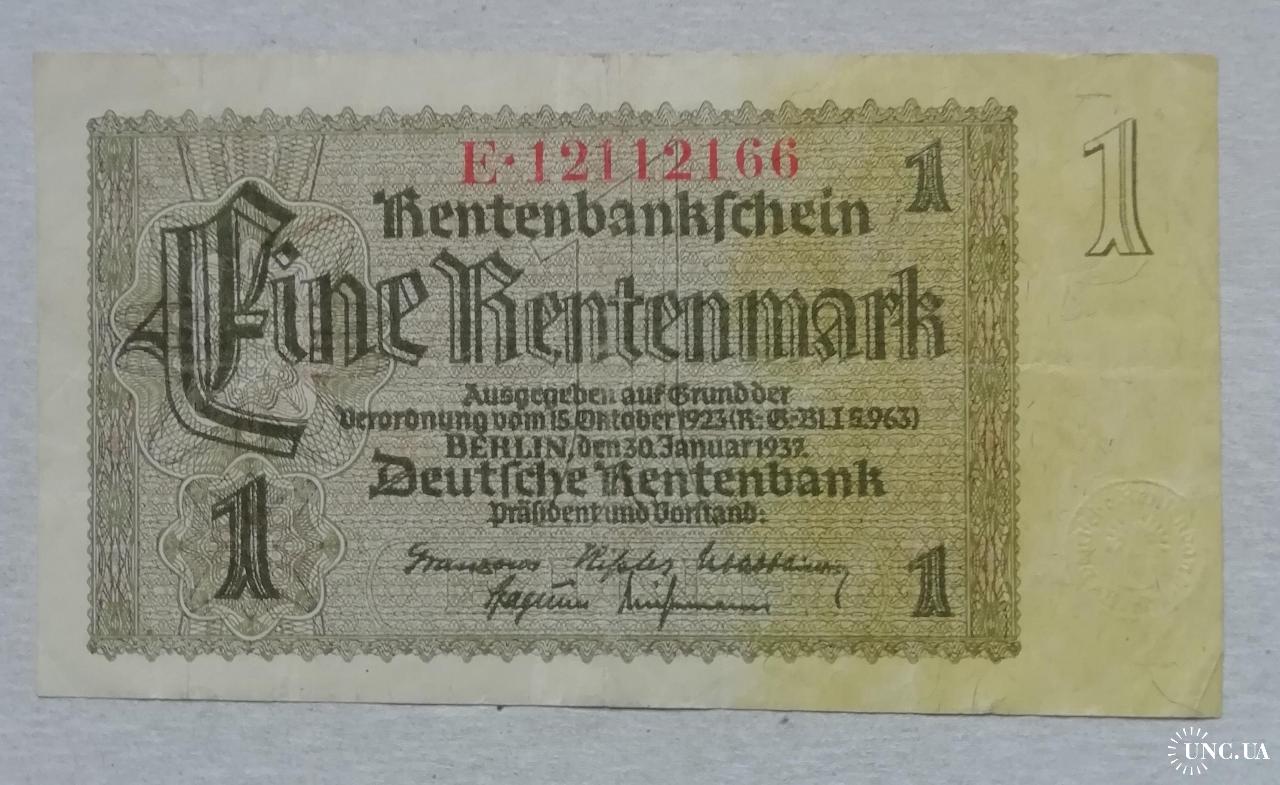 E·12112166
1
1
Rentenbankſchein
Eine Rentenmark
Ausgegeben auf Grund der
Verordnung vom 15. Oktober 1923 (R.-G.-Bl. I S. 963)
BERLIN, den 30. Januar 1937.
Deutſche Rentenbank
Präſident und Vorſtand:
1
1
UNC.UA